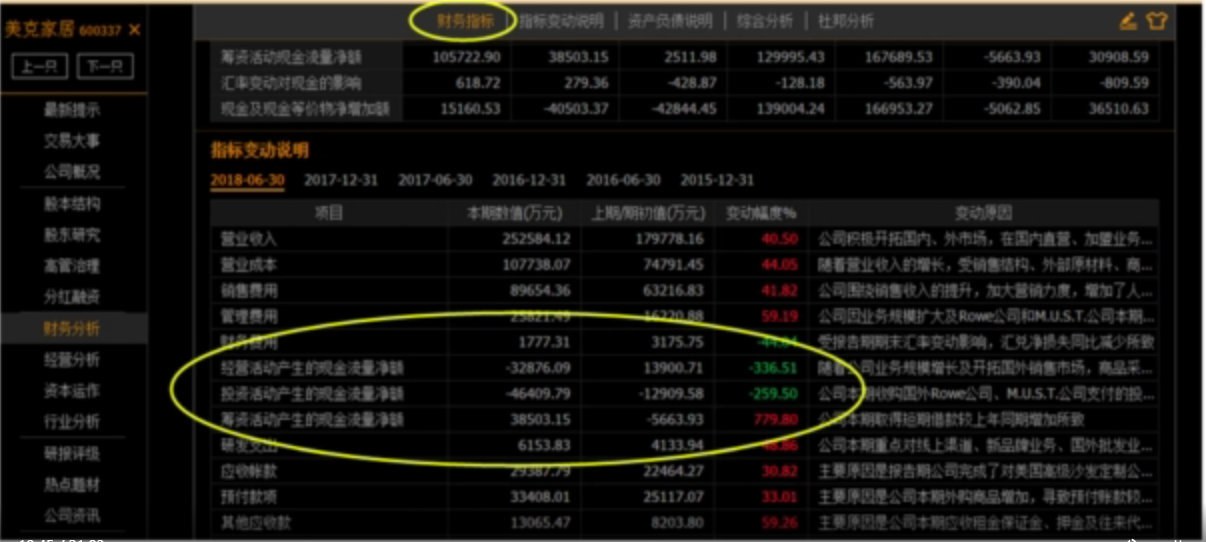 财务指标 | 指标变动说明 | 资产负债说明 | 综合分析 | 杜邦分析
美克家居 600337 ×
上一只 下一只
最新提示
交易大事
公司概况
股本结构
股东研究
高管治理
分红融资
财务分析
经营分析
资本运作
行业分析
研报评级
热点题材
公司资讯
筹资活动现金流量净额 105722.90 38503.15 2511.98 129995.43 167689.53 -5663.93 30908.59
汇率变动对现金的影响 618.72 279.36 -428.87 -128.18 -563.97 -390.04 -809.59
现金及现金等价物净增加额 15160.53 -40503.37 -42844.45 139004.24 166953.27 -5062.85 36510.63
指标变动说明
2018-06-30 2017-12-31 2017-06-30 2016-12-31 2016-06-30 2015-12-31
项目 本期数值(万元) 上期/期初值(万元) 变动幅度% 变动原因
营业收入 252584.12 179778.16 40.50 公司积极开拓国内、外市场，在国内直营、加盟业务...
营业成本 107738.07 74791.45 44.05 随着营业收入的增长，受销售结构、外部原材料、商...
销售费用 89654.36 63216.83 41.82 公司围绕销售收入的提升，加大营销力度，增加了人...
管理费用 25821.49 16220.88 59.19 公司因业务规模扩大及Rowe公司和M.U.S.T.公司本期...
财务费用 1777.31 3175.75 受报告期期末汇率变动影响，汇兑净损失同比减少所致
经营活动产生的现金流量净额 -32876.09 13900.71 -336.51 随着公司业务规模增长及开拓国外销售市场，商品采...
投资活动产生的现金流量净额 -46409.79 -12909.58 -259.50 公司本期收购国外Rowe公司、M.U.S.T.公司支付的投...
筹资活动产生的现金流量净额 38503.15 -5663.93 779.80 公司本期取得短期借款较上年同期增加所致
研发支出 6153.83 4133.94 48.86 公司本期重点对线上渠道、新品牌业务、国外批发业...
应收帐款 29387.79 22464.27 30.82 主要原因是报告期公司完成了对美国高级沙发定制公...
预付款项 33408.01 25117.07 33.01 主要原因是公司本期外购商品增加，导致预付帐款较...
其他应收款 13065.47 8203.80 59.26 主要原因是公司本期应收租金保证金、押金及往来代...